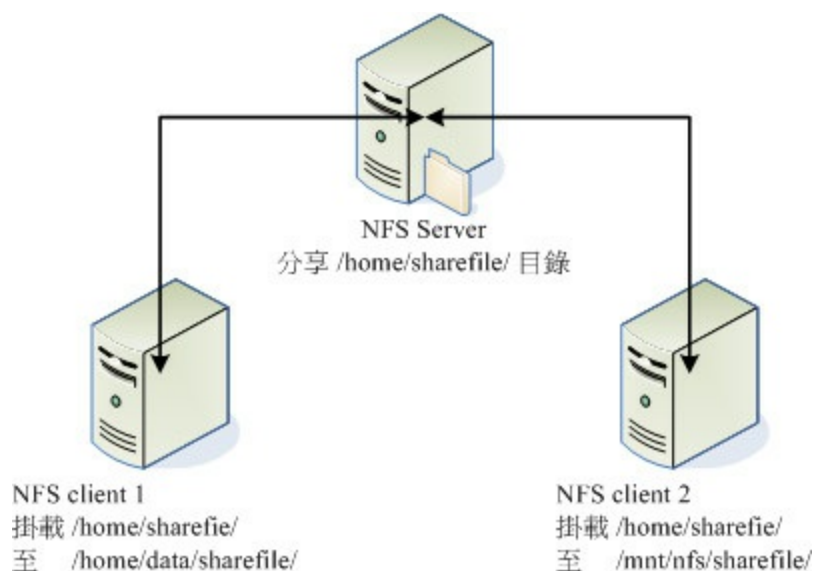 NFS Server
分享 /home/sharefile/ 目錄
NFS client 1
掛載 /home/sharefie/
至 /home/data/sharefile/
NFS client 2
掛載 /home/sharefie/
至 /mnt/nfs/sharefile/